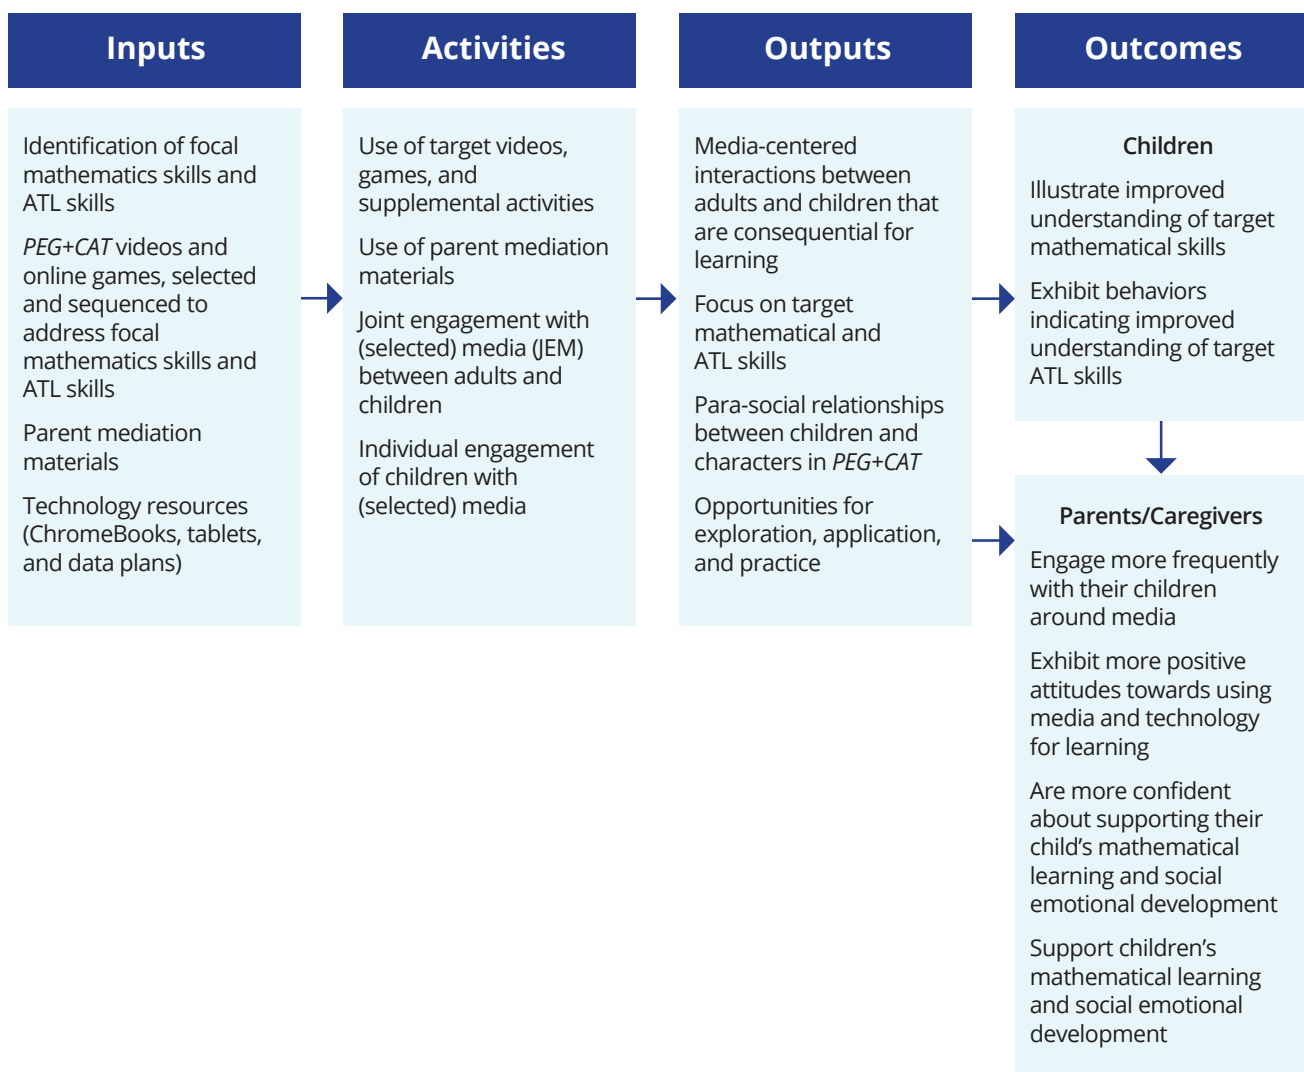 Inputs
Identification of focal
mathematics skills and
ATL skills
PEG+CAT videos and
online games, selected
and sequenced to
address focal
mathematics skills and
ATL skills
Parent mediation
materials
Technology resources
(ChromeBooks, tablets,
and data plans)
Activities
Use of target videos,
games, and
supplemental activities
Use of parent mediation
materials
Joint engagement with
(selected) media (JEM)
between adults and
children
Individual engagement
of children with
(selected) media
Outputs
Media-centered
interactions between
adults and children that
are consequential for
learning
Focus on target
mathematical and
ATL skills
Para-social relationships
between children and
characters in PEG+CAT
Opportunities for
exploration, application,
and practice
Outcomes
Children
Illustrate improved
understanding of target
mathematical skills
Exhibit behaviors
indicating improved
understanding of target
ATL skills
Parents/Caregivers
Engage more frequently
with their children
around media
Exhibit more positive
attitudes towards using
media and technology
for learning
Are more confident
about supporting their
child's mathematical
learning and social
emotional development
Support children's
mathematical learning
and social emotional
development